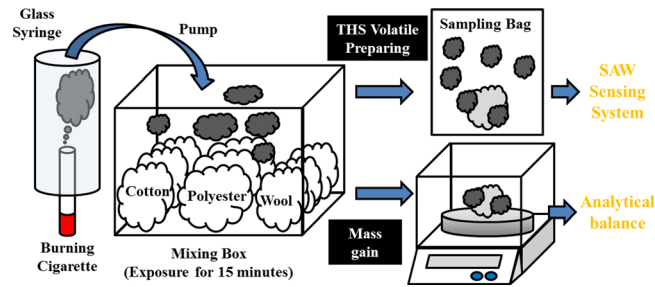 Glass
Syringe
Pump
THS Volatile
Preparing
Sampling Bag
SAW
Sensing
System
Cotton
Polyester
Wool
Burning
Cigarette
Mixing Box
(Exposure for 15 minutes)
Mass
gain
Analytical
balance